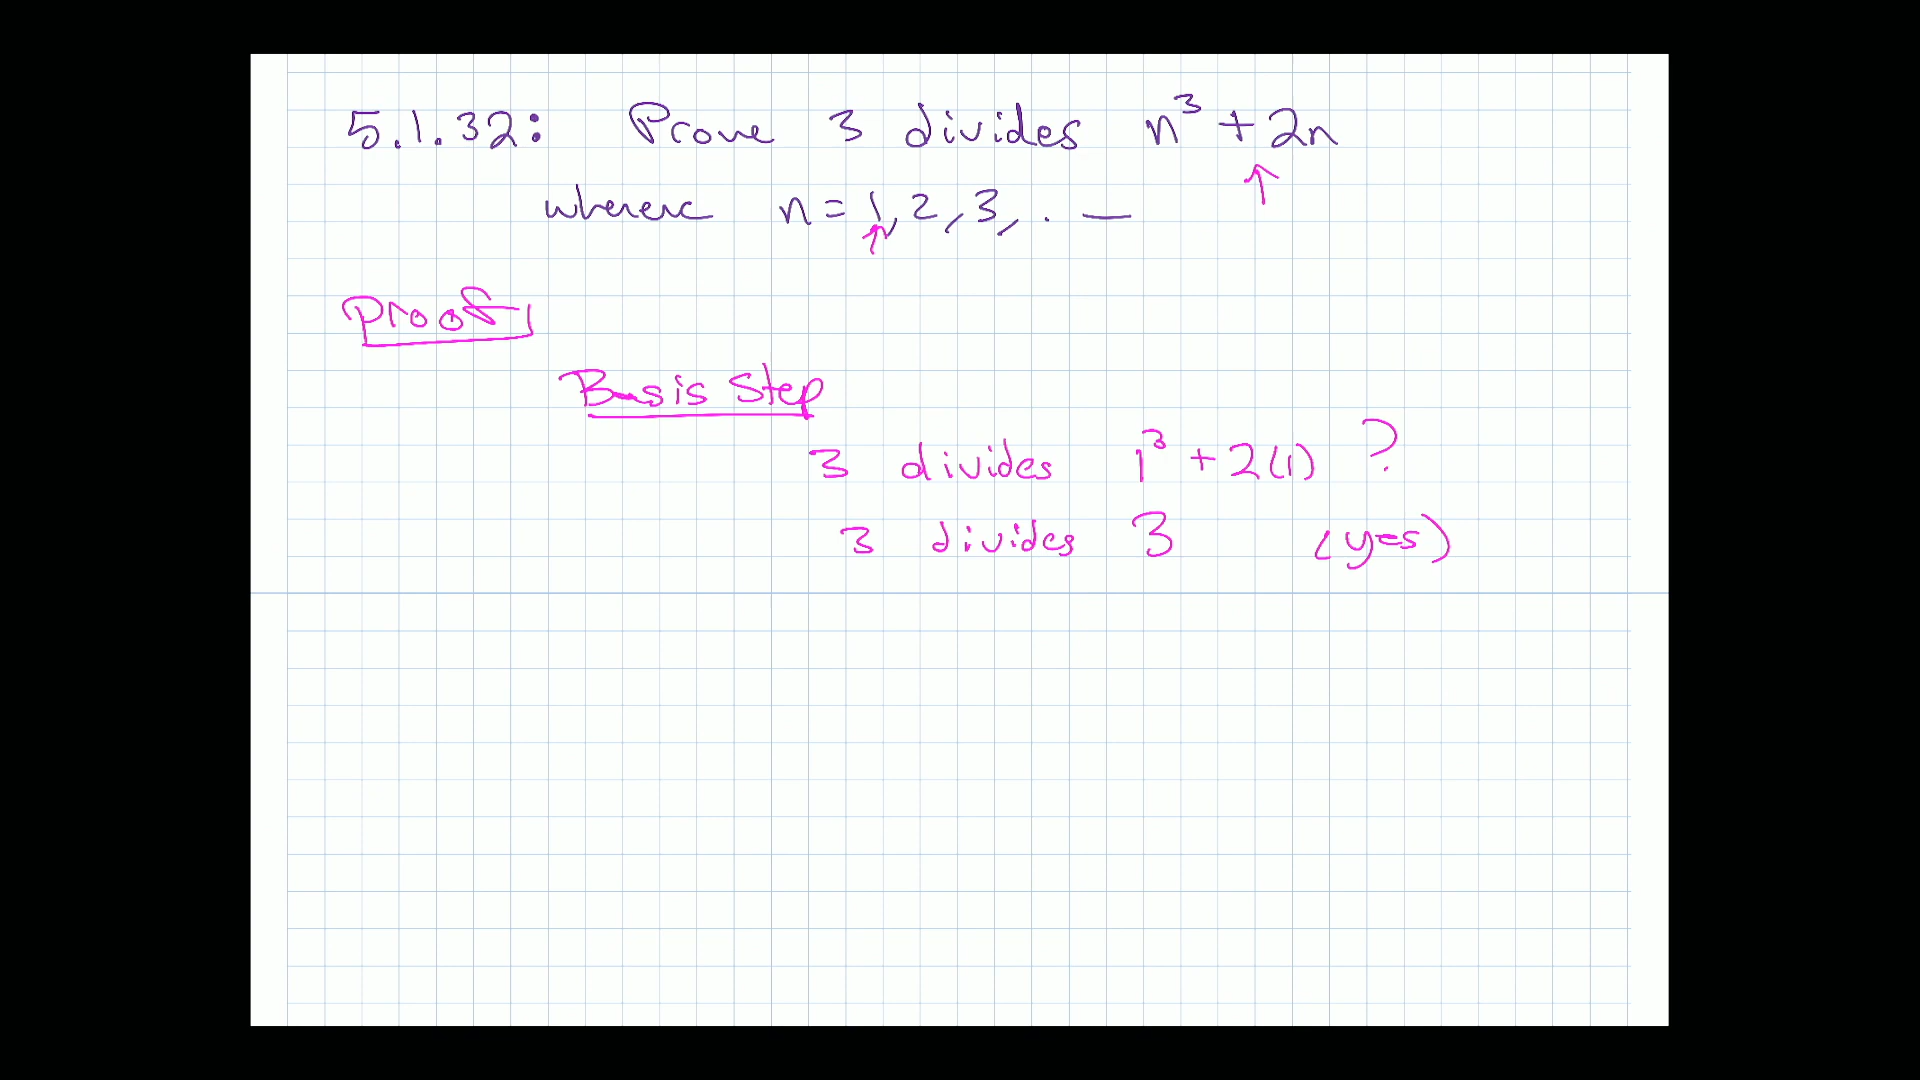 5.1.32: Prove 3 divides n³ + 2n
where n = 1, 2, 3, . —
Proof
Basis Step
3 divides 1³ + 2(1) ?
3 divides 3 (yes)